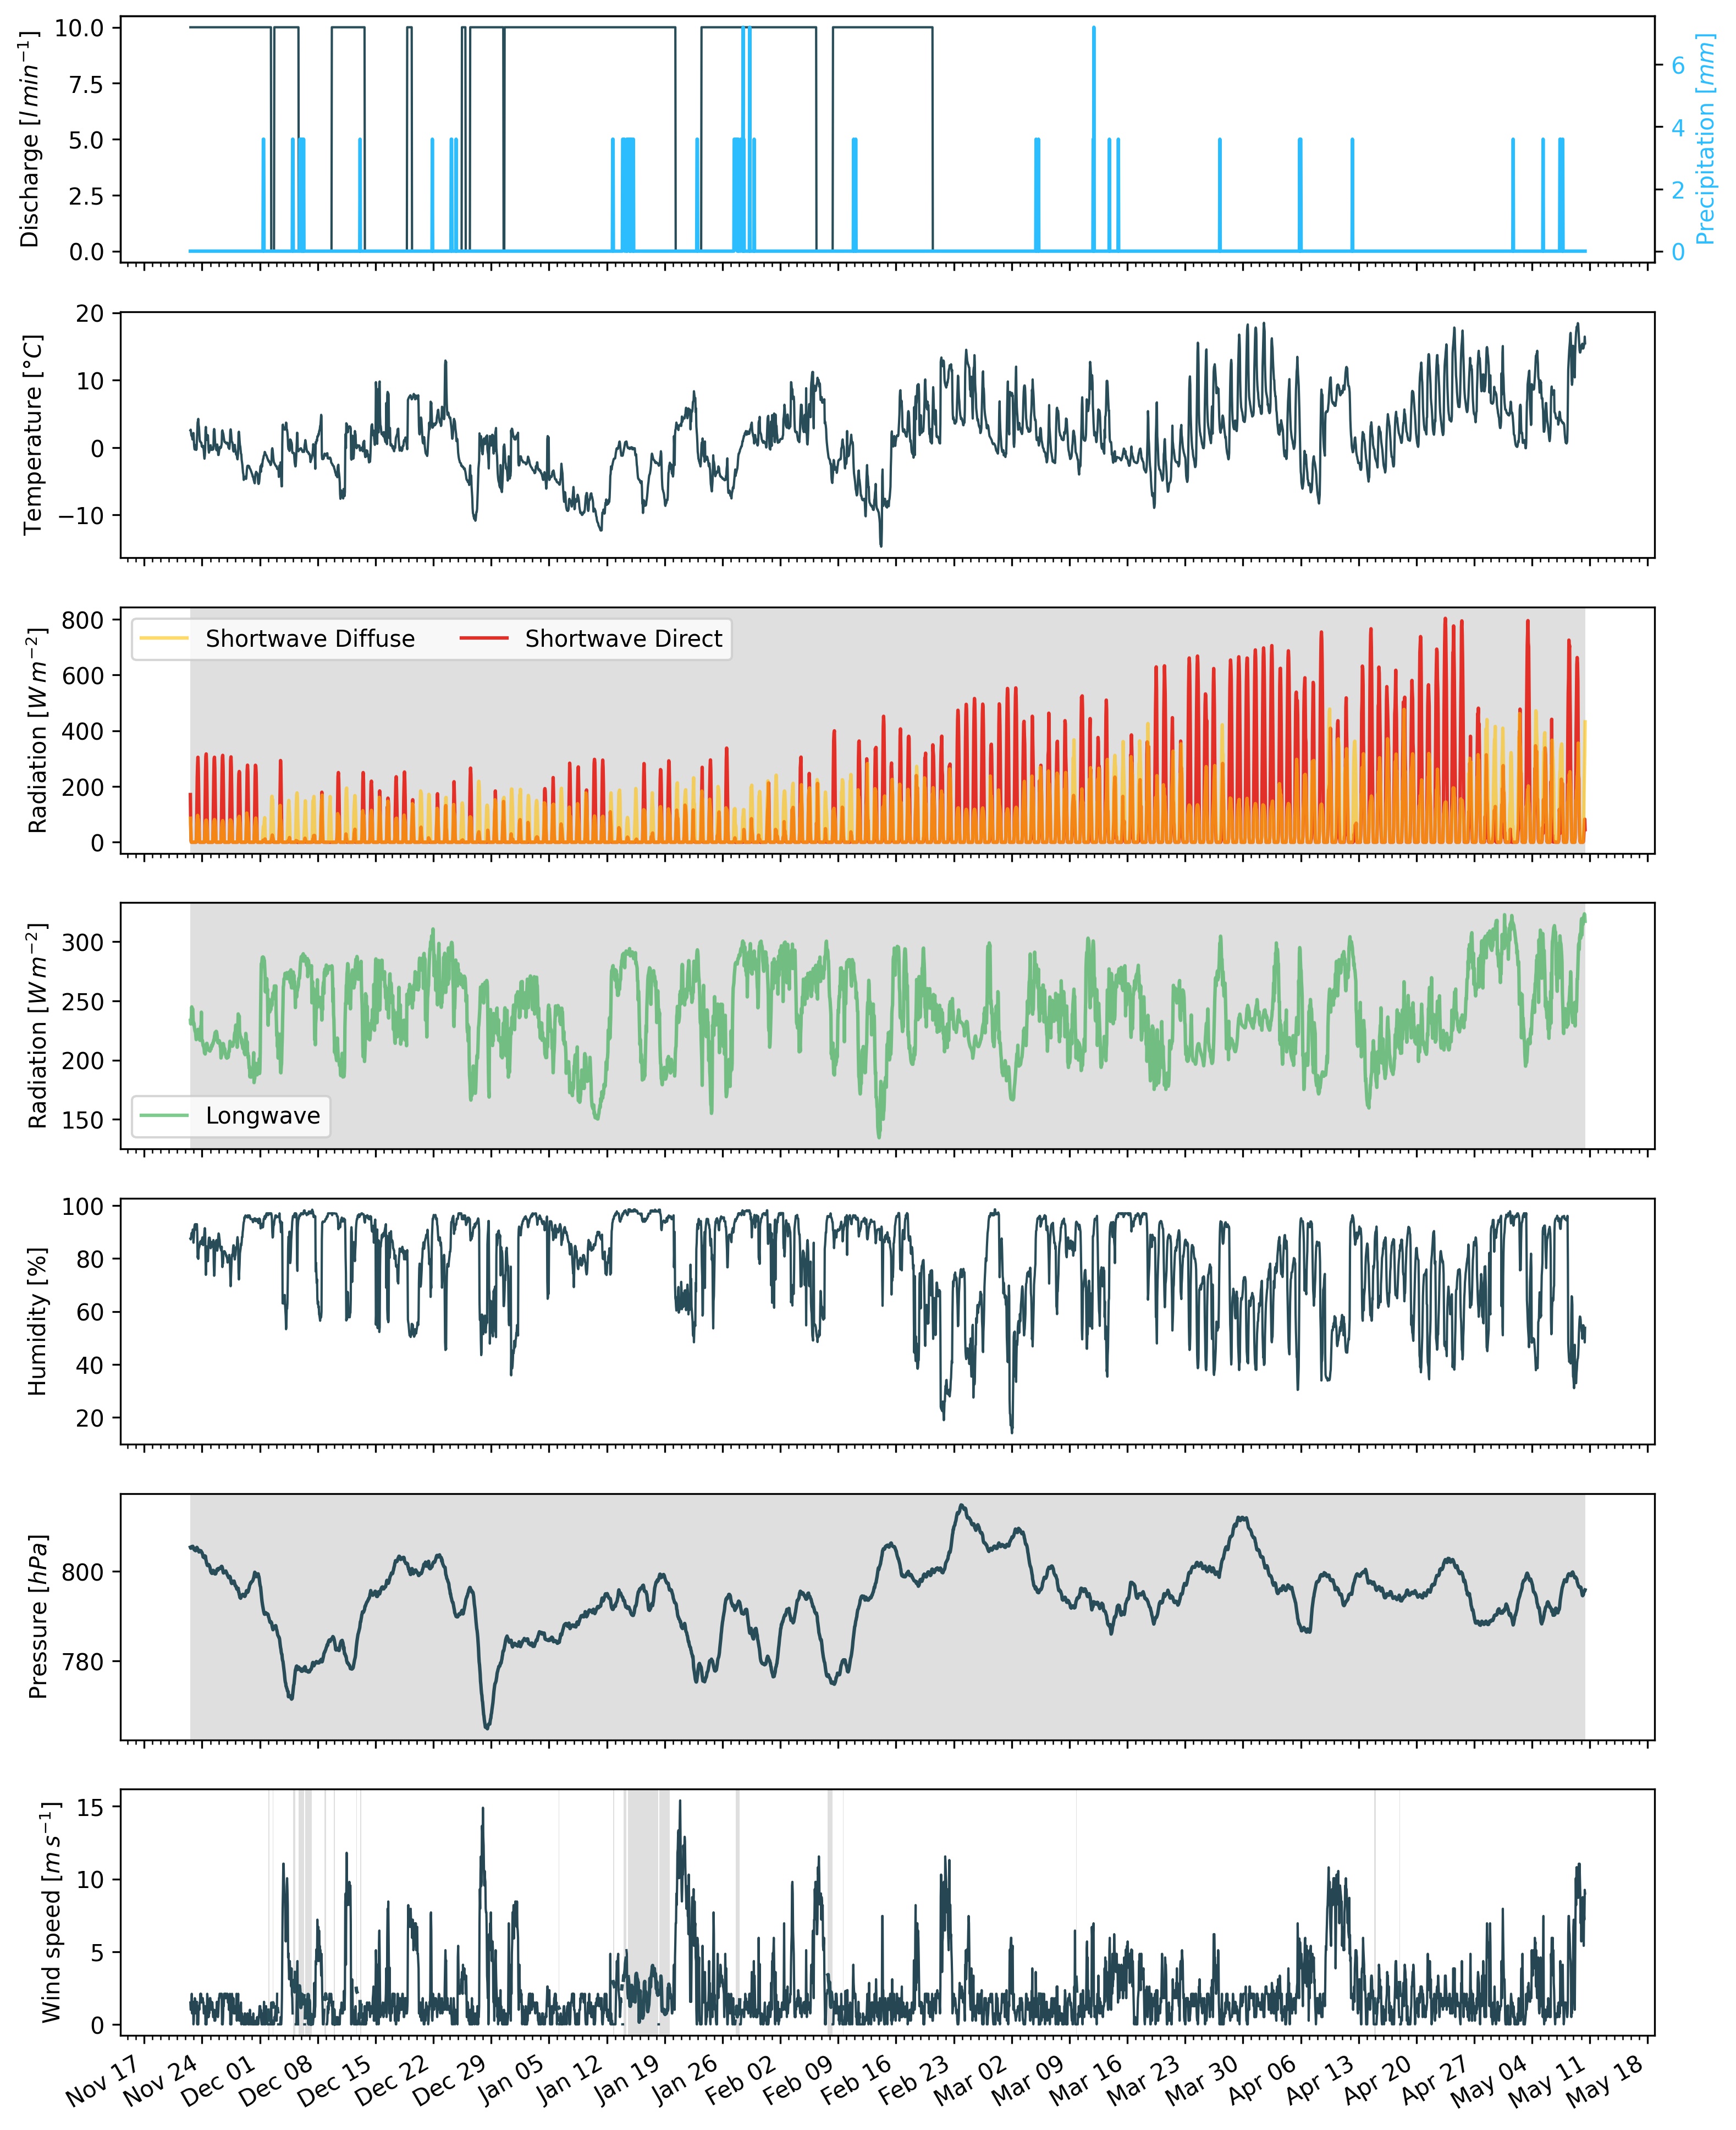 Discharge [l min⁻¹]
10.0
7.5
5.0
2.5
0.0
6
4
2
0
Precipitation [mm]
Temperature [°C]
20
10
0
−10
Radiation [W m⁻²]
800
600
400
200
0
Shortwave Diffuse
Shortwave Direct
Radiation [W m⁻²]
300
250
200
150
Longwave
Humidity [%]
100
80
60
40
20
Pressure [hPa]
800
780
Wind speed [m s⁻¹]
15
10
5
0
Nov 17
Nov 24
Dec 01
Dec 08
Dec 15
Dec 22
Dec 29
Jan 05
Jan 12
Jan 19
Jan 26
Feb 02
Feb 09
Feb 16
Feb 23
Mar 02
Mar 09
Mar 16
Mar 23
Mar 30
Apr 06
Apr 13
Apr 20
Apr 27
May 04
May 11
May 18